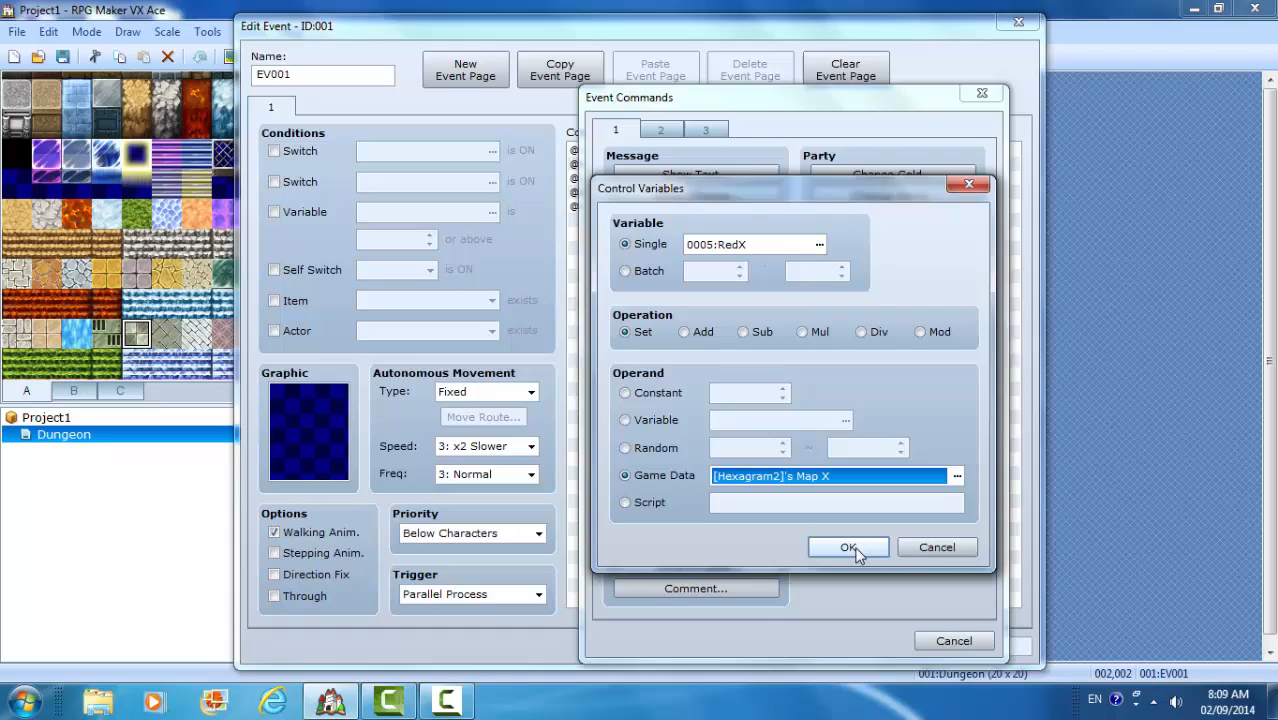 Project1 - RPG Maker VX Ace
File Edit Mode Draw Scale Tools
A B C
Project1
Dungeon
Edit Event - ID:001
Name:
EV001
New Event Page
Copy Event Page
Paste Event Page
Delete Event Page
Clear Event Page
1
Conditions
Switch ... is ON
Switch ... is ON
Variable ... is
or above
Self Switch is ON
Item exists
Actor exists
Graphic
Autonomous Movement
Type: Fixed
Move Route...
Speed: 3: x2 Slower
Freq: 3: Normal
Options
Walking Anim.
Stepping Anim.
Direction Fix
Through
Priority
Below Characters
Trigger
Parallel Process
Event Commands
1 2 3
Message Party
Control Variables
Variable
Single 0005:RedX ...
Batch
Operation
Set Add Sub Mul Div Mod
Operand
Constant
Variable ...
Random ~
Game Data [Hexagram2]'s Map X ...
Script
OK Cancel
Comment...
Cancel
001:Dungeon (20 x 20) 002,002 001:EV001
EN 8:09 AM
02/09/2014